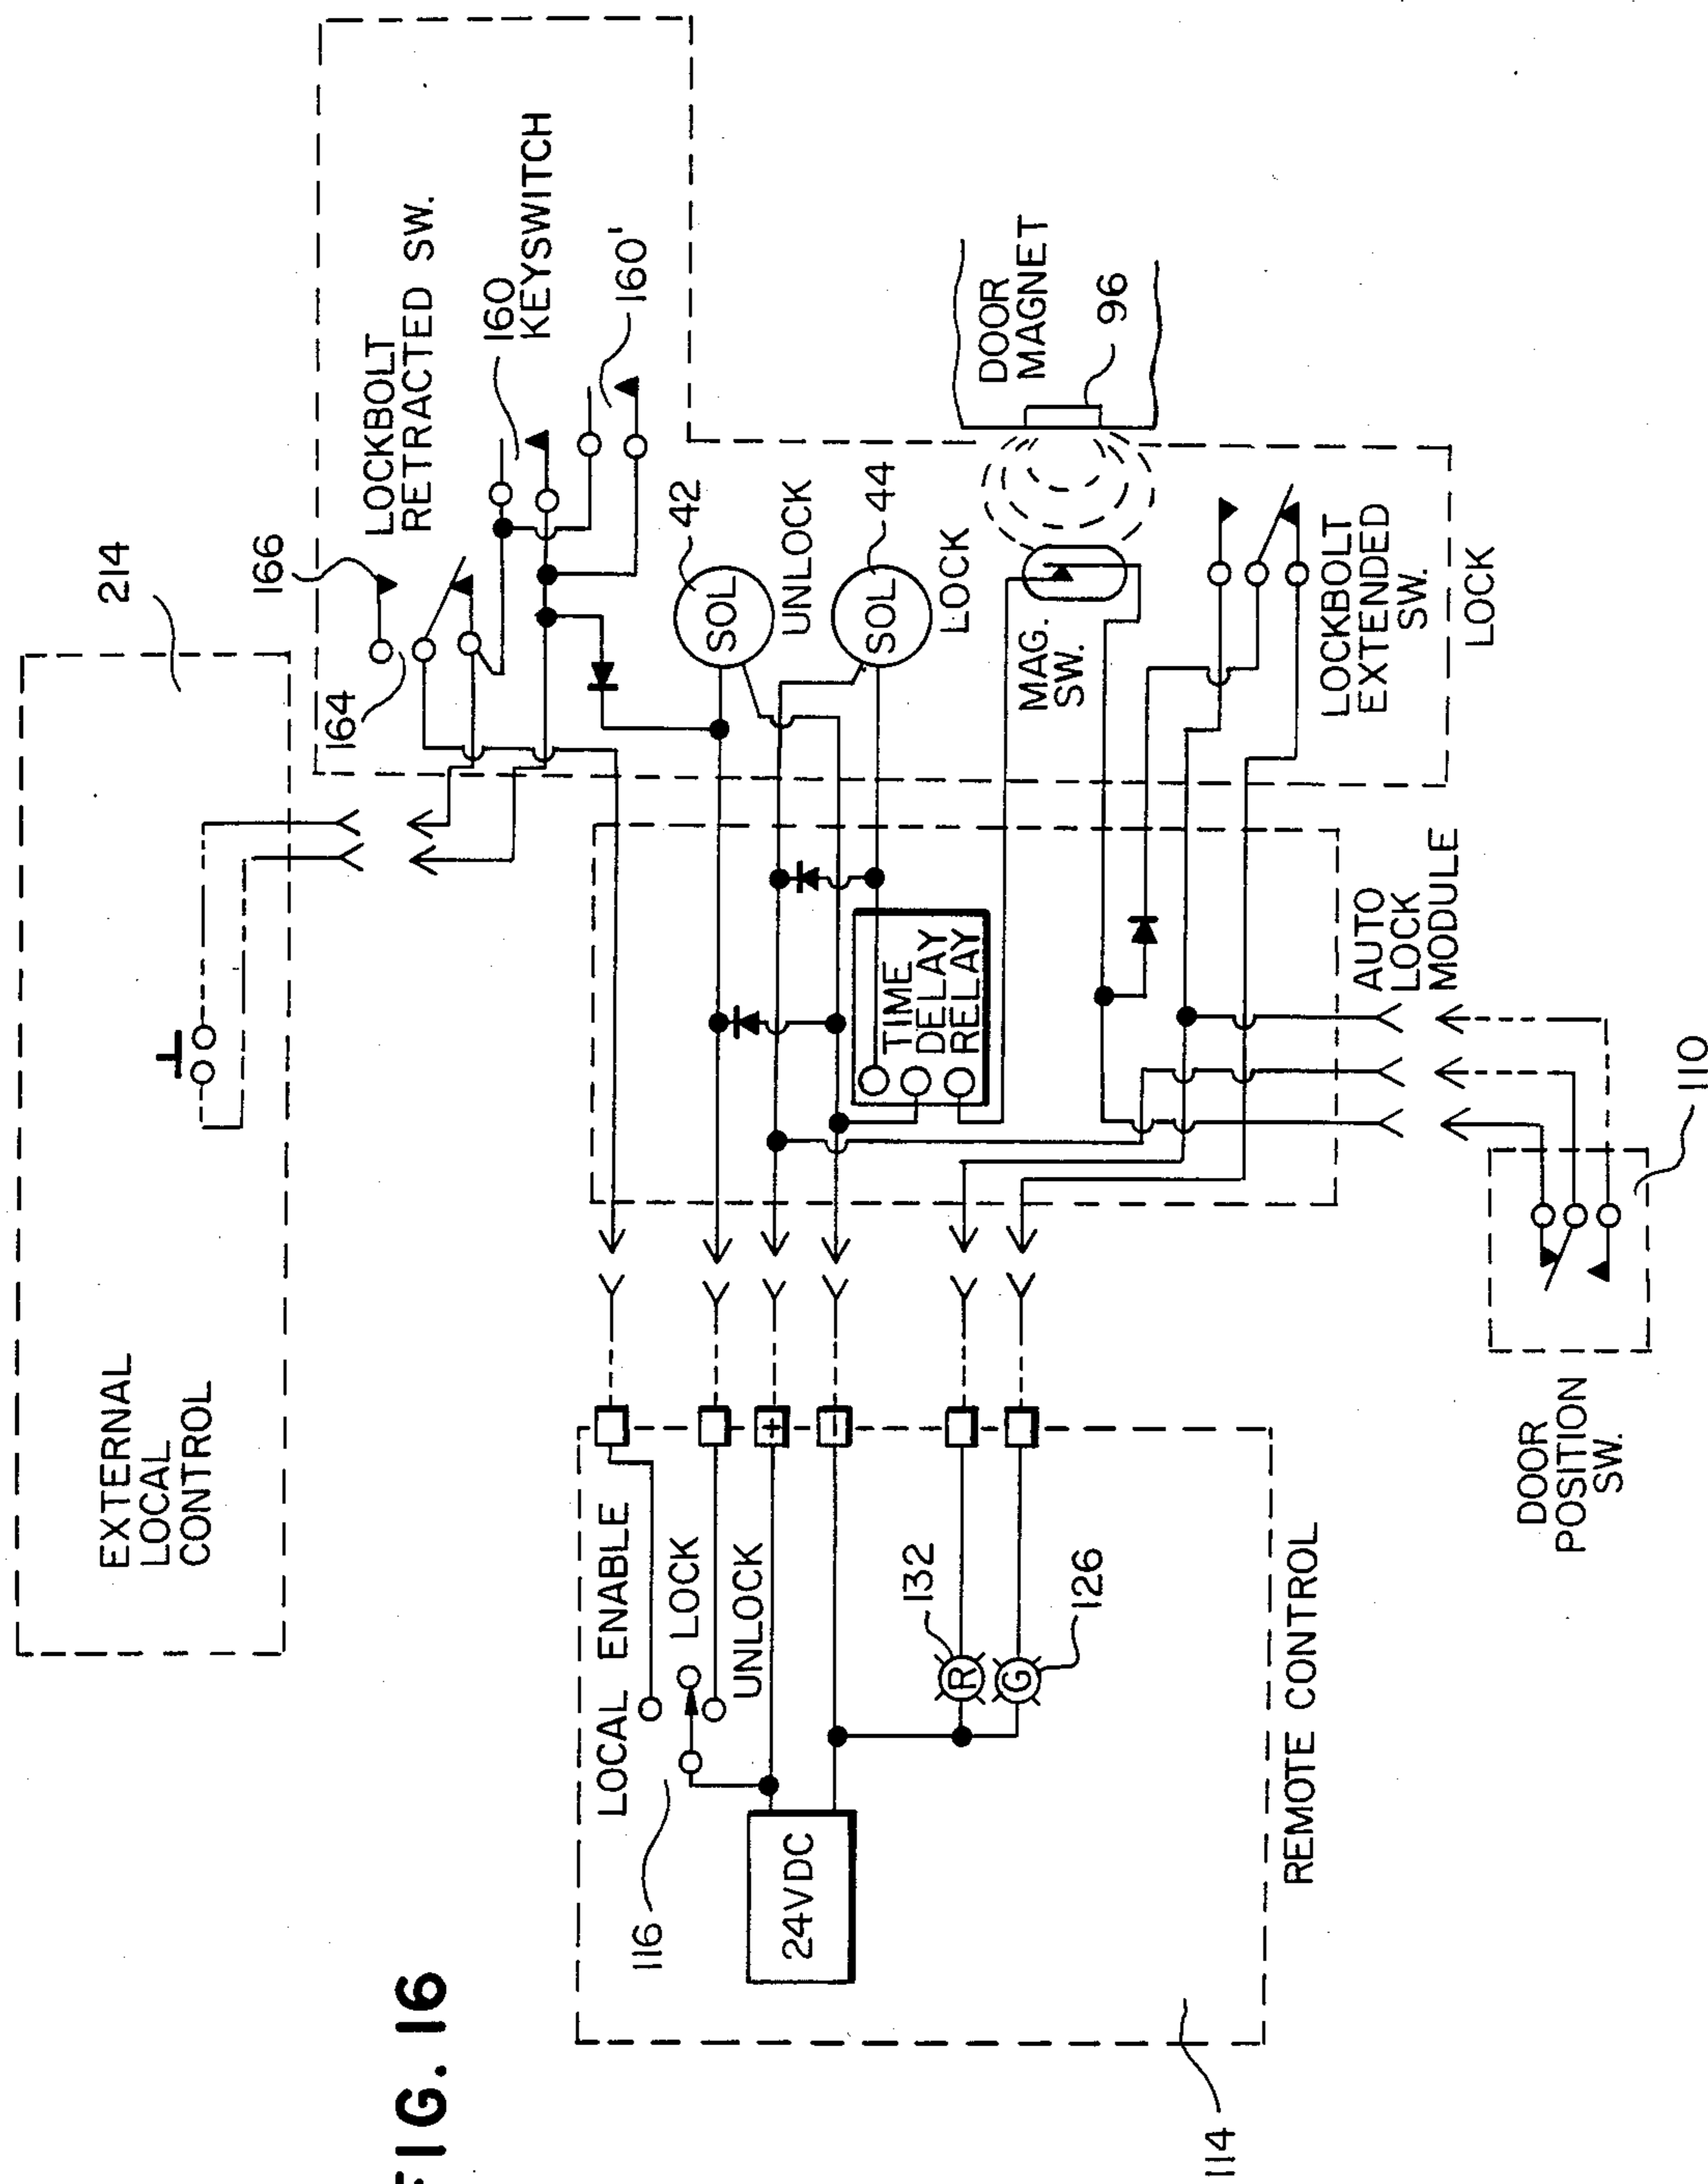 FIG. 16
EXTERNAL
LOCAL
CONTROL
214
166
164
LOCKBOLT
RETRACTED SW.
160
KEYSWITCH
160'
SOL
42
UNLOCK
SOL
44
LOCK
DOOR
MAGNET
96
MAG.
SW.
LOCKBOLT
EXTENDED
SW.
LOCK
TIME
DELAY
RELAY
AUTO
LOCK
MODULE
110
DOOR
POSITION
SW.
LOCAL ENABLE
LOCK
UNLOCK
116
24VDC
+
-
132
R
G
126
REMOTE CONTROL
114